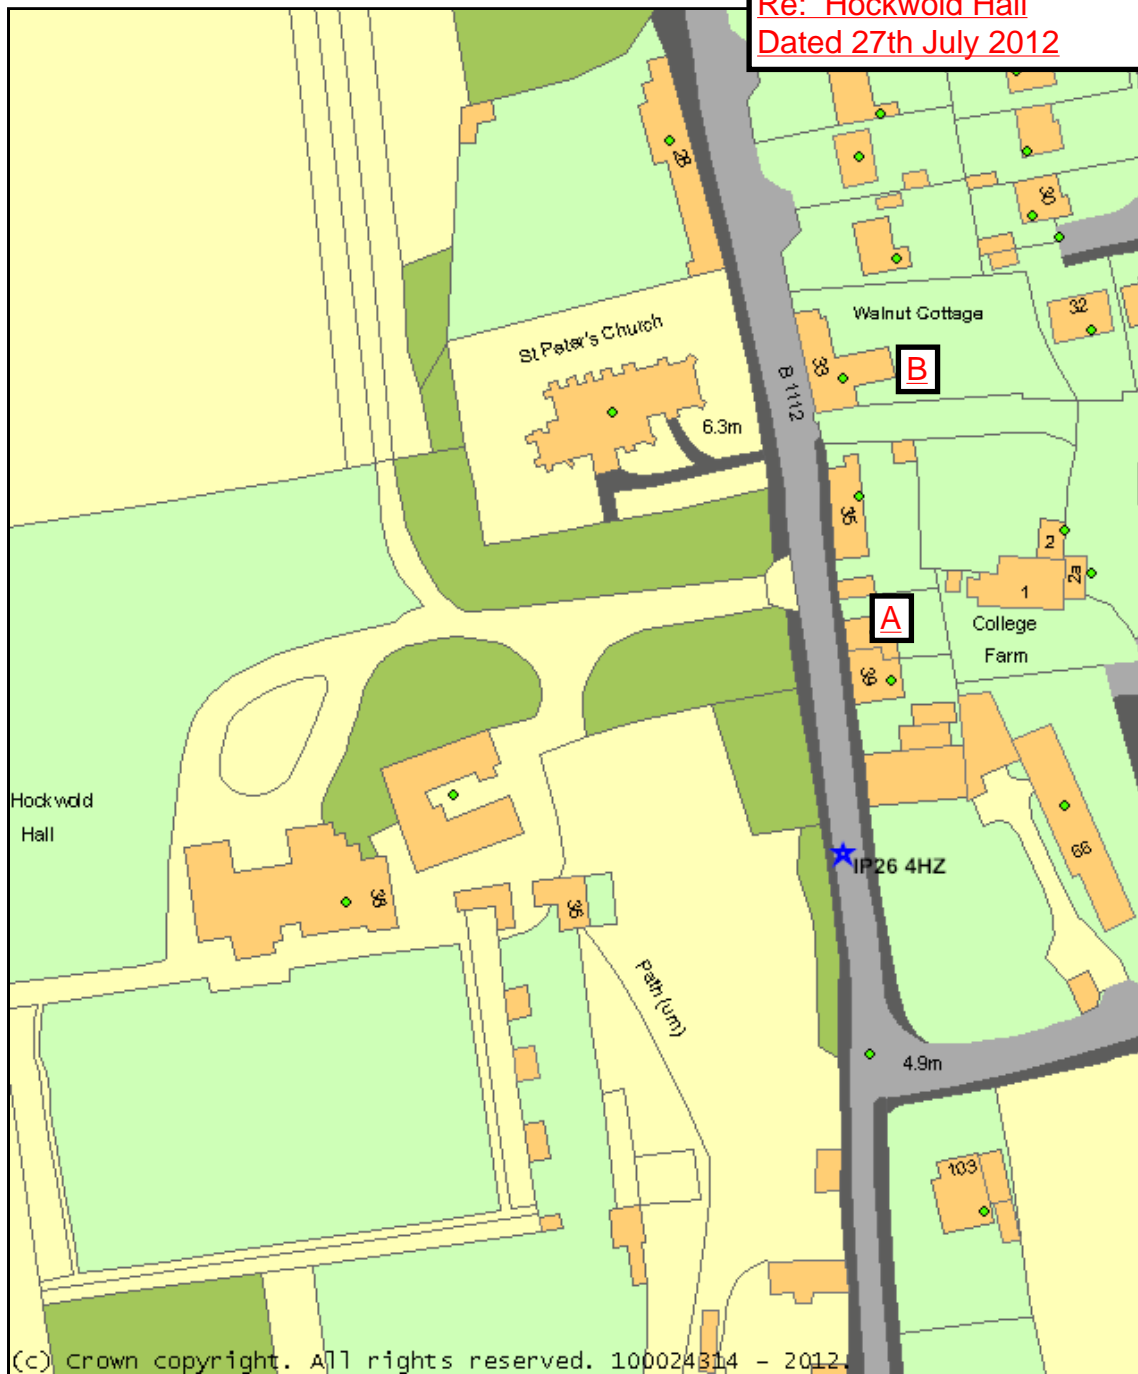 Re: Hockwold Hall
Dated 27th July 2012
28
30
Walnut Cottage
32
St Peter's Church
33
B
B 1112
6.3m
35
2
2a
1
A
College
Farm
39
Hockwold
Hall
66
IP26 4HZ
38
36
Path (um)
4.9m
103
(c) Crown copyright. All rights reserved. 100024314 - 2012.